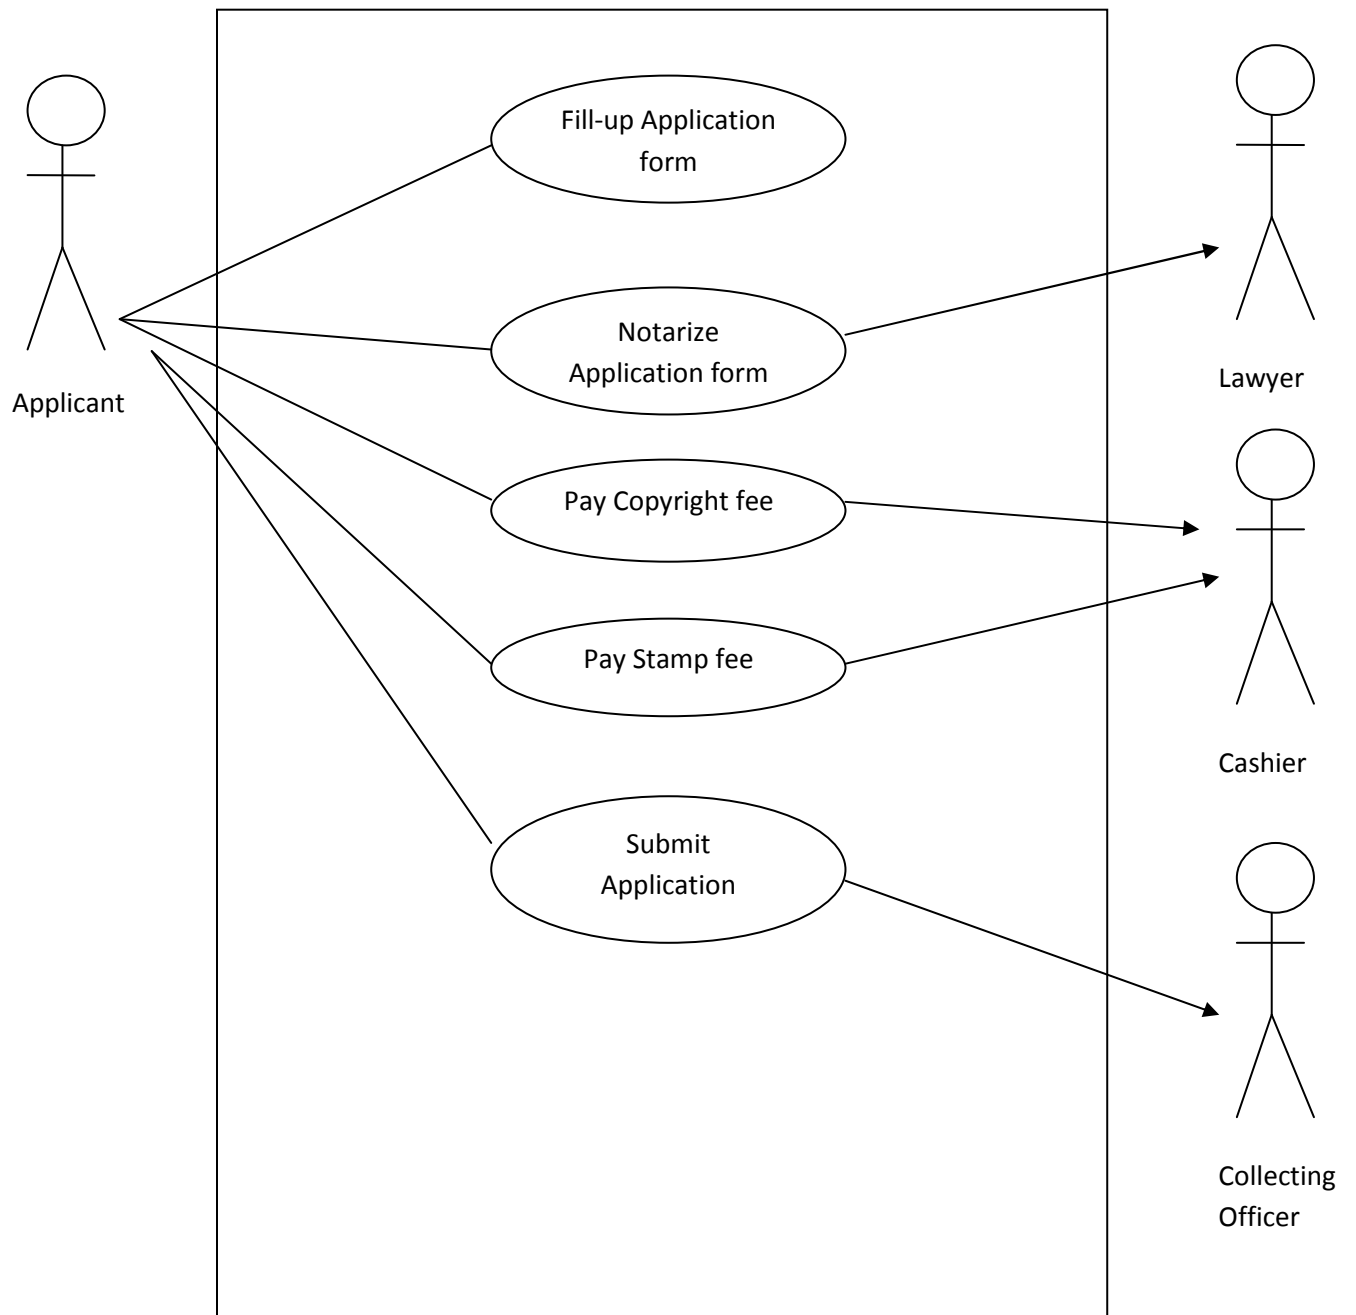 Fill-up Application
form
Notarize
Application form
Lawyer
Applicant
Pay Copyright fee
Pay Stamp fee
Cashier
Submit
Application
Collecting
Officer